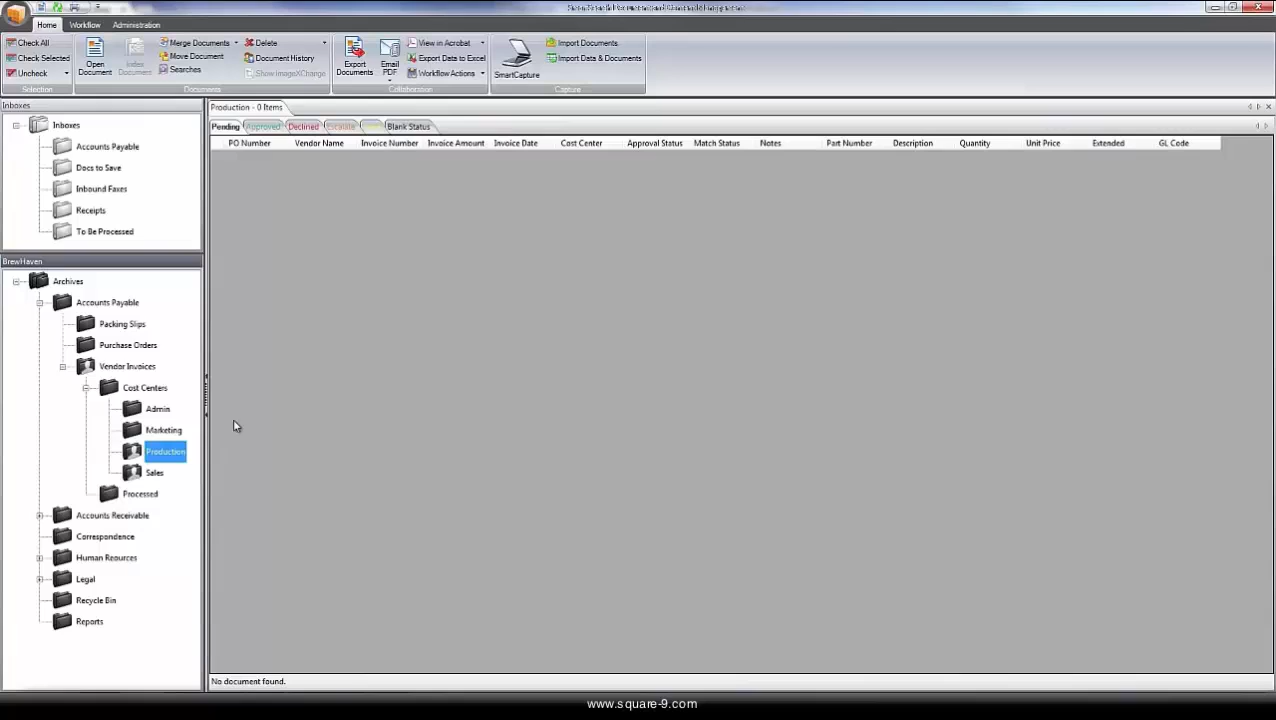 Home Workflow Administration
Check All
Check Selected
Uncheck
Selection
Open Document
Index Document
Merge Documents
Move Document
Searches
Delete
Document History
Show ImageXChange
Documents
Export Documents
Email PDF
View in Acrobat
Export Data to Excel
Workflow Actions
Collaboration
SmartCapture
Import Documents
Import Data & Documents
Capture
Inboxes
Inboxes
Accounts Payable
Docs to Save
Inbound Faxes
Receipts
To Be Processed
BrewHaven
Archives
Accounts Payable
Packing Slips
Purchase Orders
Vendor Invoices
Cost Centers
Admin
Marketing
Production
Sales
Processed
Accounts Receivable
Correspondence
Human Resources
Legal
Recycle Bin
Reports
Production - 0 Items
Pending Approved Declined Escalate Blank Status
PO Number Vendor Name Invoice Number Invoice Amount Invoice Date Cost Center Approval Status Match Status Notes Part Number Description Quantity Unit Price Extended GL Code
No document found.
www.square-9.com